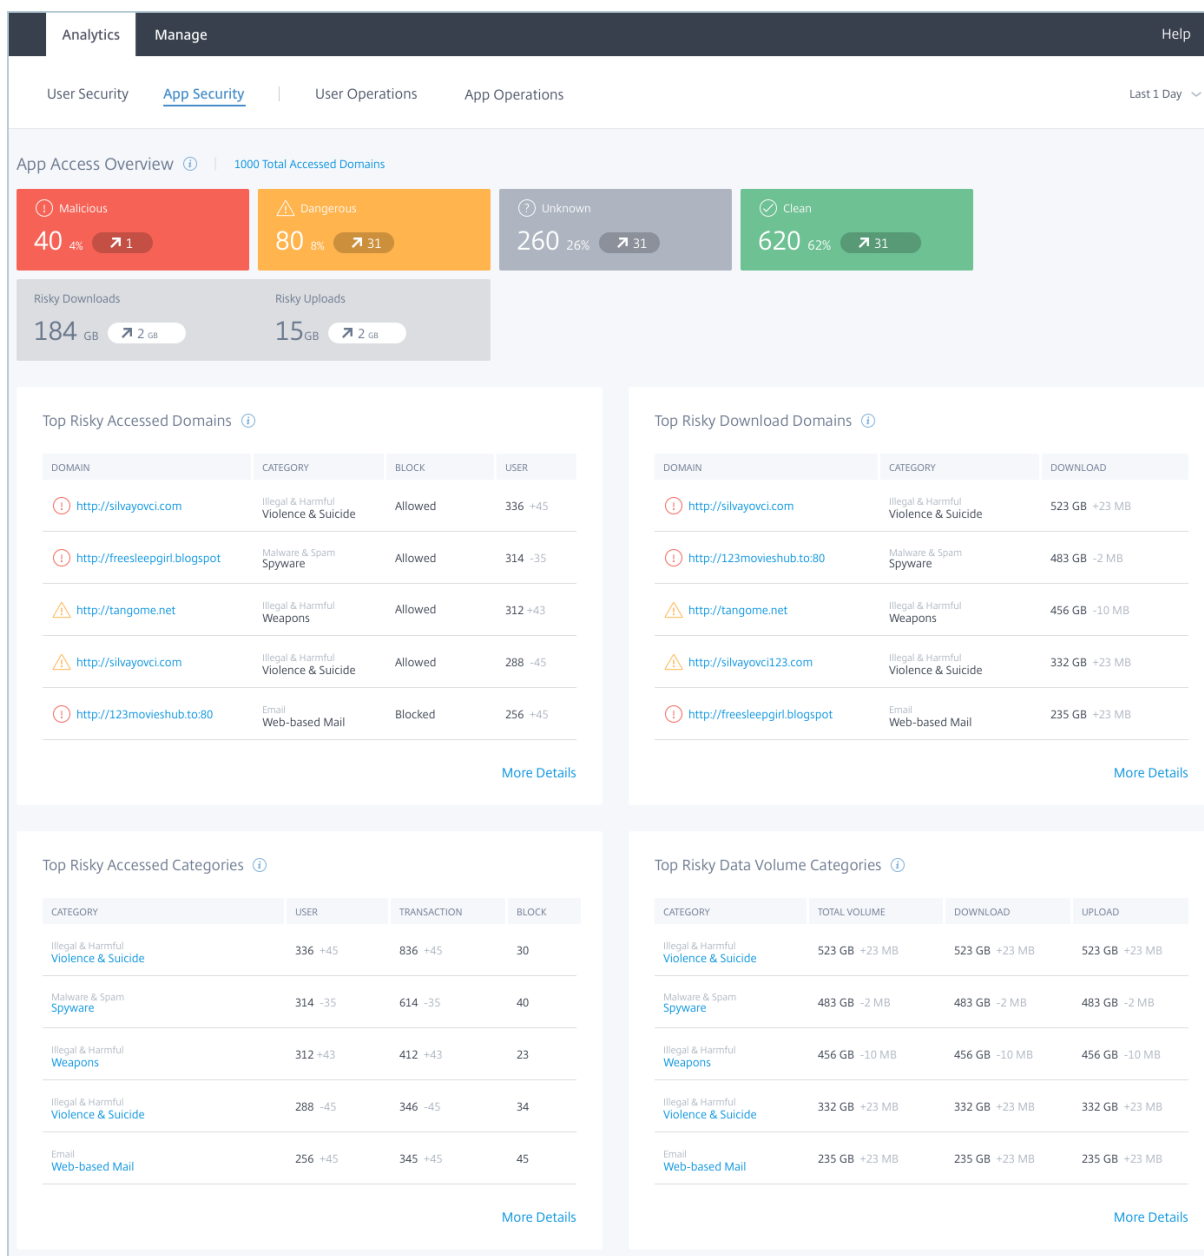 Analytics Manage Help
User Security App Security User Operations App Operations Last 1 Day
App Access Overview 1000 Total Accessed Domains
Malicious Dangerous Unknown Clean
40 4% 1 80 8% 31 260 26% 31 620 62% 31
Risky Downloads Risky Uploads
184 GB 2 GB 15GB 2 GB
Top Risky Accessed Domains
DOMAIN CATEGORY BLOCK USER
http://silvayovci.com Illegal & Harmful Violence & Suicide Allowed 336 +45
http://freesleepgirl.blogspot Malware & Spam Spyware Allowed 314 -35
http://tangome.net Illegal & Harmful Weapons Allowed 312 +43
http://silvayovci.com Illegal & Harmful Violence & Suicide Allowed 288 -45
http://123movieshub.to:80 Email Web-based Mail Blocked 256 +45
More Details
Top Risky Download Domains
DOMAIN CATEGORY DOWNLOAD
http://silvayovci.com Illegal & Harmful Violence & Suicide 523 GB +23 MB
http://123movieshub.to:80 Malware & Spam Spyware 483 GB -2 MB
http://tangome.net Illegal & Harmful Weapons 456 GB -10 MB
http://silvayovci123.com Illegal & Harmful Violence & Suicide 332 GB +23 MB
http://freesleepgirl.blogspot Email Web-based Mail 235 GB +23 MB
More Details
Top Risky Accessed Categories
CATEGORY USER TRANSACTION BLOCK
Illegal & Harmful
Violence & Suicide 336 +45 836 +45 30
Malware & Spam
Spyware 314 -35 614 -35 40
Illegal & Harmful
Weapons 312 +43 412 +43 23
Illegal & Harmful
Violence & Suicide 288 -45 346 -45 34
Email
Web-based Mail 256 +45 345 +45 45
More Details
Top Risky Data Volume Categories
CATEGORY TOTAL VOLUME DOWNLOAD UPLOAD
Illegal & Harmful
Violence & Suicide 523 GB +23 MB 523 GB +23 MB 523 GB +23 MB
Malware & Spam
Spyware 483 GB -2 MB 483 GB -2 MB 483 GB -2 MB
Illegal & Harmful
Weapons 456 GB -10 MB 456 GB -10 MB 456 GB -10 MB
Illegal & Harmful
Violence & Suicide 332 GB +23 MB 332 GB +23 MB 332 GB +23 MB
Email
Web-based Mail 235 GB +23 MB 235 GB +23 MB 235 GB +23 MB
More Details